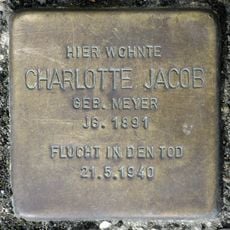 HIER WOHNTE
CHARLOTTE JACOB
GEB. MEYER
JG. 1891
FLUCHT IN DEN TOD
21.5.1940